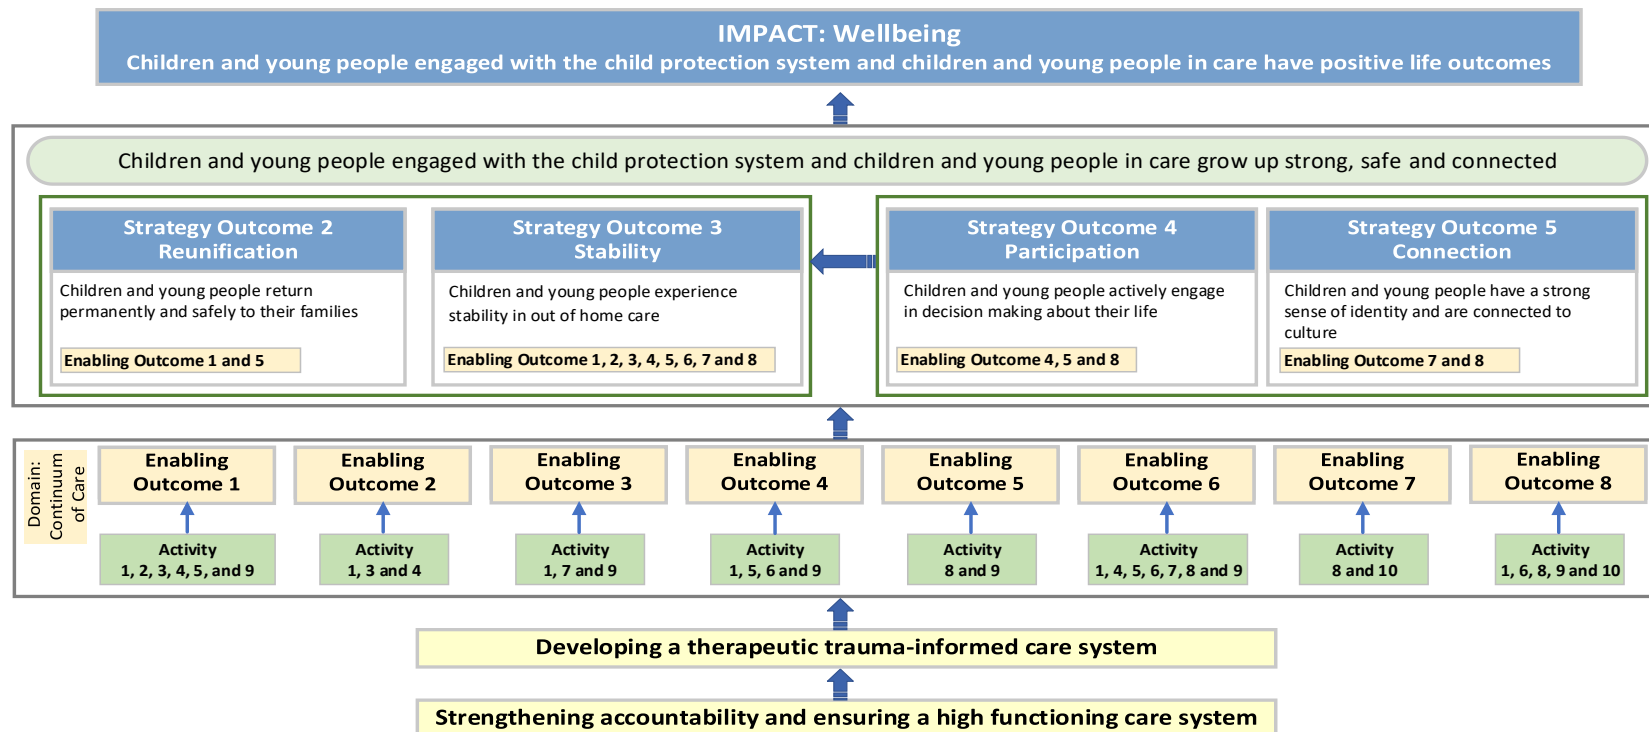 IMPACT: Wellbeing
Children and young people engaged with the child protection system and children and young people in care have positive life outcomes
Children and young people engaged with the child protection system and children and young people in care grow up strong, safe and connected
Strategy Outcome 2
Reunification
Children and young people return
permanently and safely to their families
Enabling Outcome 1 and 5
Strategy Outcome 3
Stability
Children and young people experience
stability in out of home care
Enabling Outcome 1, 2, 3, 4, 5, 6, 7 and 8
Strategy Outcome 4
Participation
Children and young people actively engage
in decision making about their life
Enabling Outcome 4, 5 and 8
Strategy Outcome 5
Connection
Children and young people have a strong
sense of identity and are connected to
culture
Enabling Outcome 7 and 8
Domain:
Continuum
of Care
Enabling
Outcome 1
Activity
1, 2, 3, 4, 5, and 9
Enabling
Outcome 2
Activity
1, 3 and 4
Enabling
Outcome 3
Activity
1, 7 and 9
Enabling
Outcome 4
Activity
1, 5, 6 and 9
Enabling
Outcome 5
Activity
8 and 9
Enabling
Outcome 6
Activity
1, 4, 5, 6, 7, 8 and 9
Enabling
Outcome 7
Activity
8 and 10
Enabling
Outcome 8
Activity
1, 6, 8, 9 and 10
Developing a therapeutic trauma-informed care system
Strengthening accountability and ensuring a high functioning care system